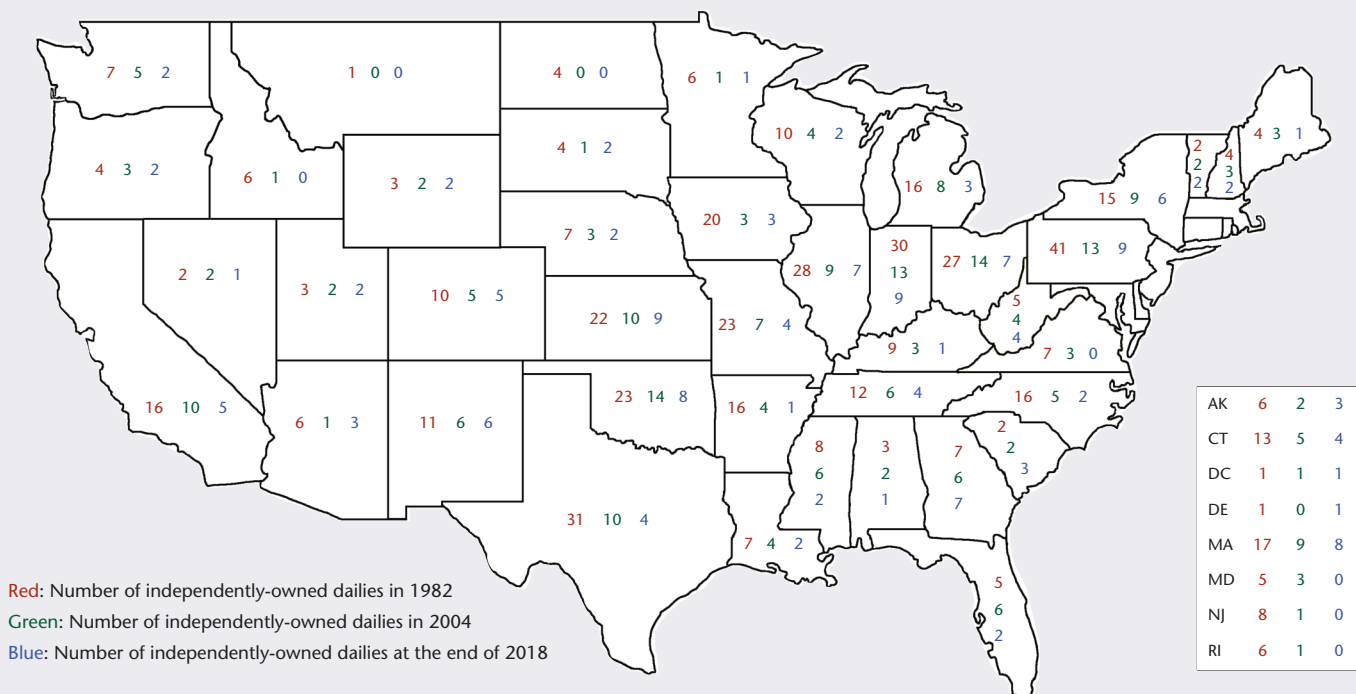 7 5 2
1 0 0
4 0 0
6 1 1
10 4 2
4 3 1
2
2
2
4
3
2
4 3 2
6 1 0
3 2 2
4 1 2
16 8 3
15 9 6
20 3 3
7 3 2
41 13 9
2 2 1
3 2 2
10 5 5
28 9 7
30
13
9
27 14 7
5
4
4
22 10 9
23 7 4
9 3 1
7 3 0
16 10 5
6 1 3
11 6 6
23 14 8
16 4 1
12 6 4
16 5 2
2
2
3
8
6
2
3
2
1
7
6
7
31 10 4
7 4 2
5
6
2
AK 6 2 3
CT 13 5 4
DC 1 1 1
DE 1 0 1
MA 17 9 8
MD 5 3 0
NJ 8 1 0
RI 6 1 0
Red: Number of independently-owned dailies in 1982
Green: Number of independently-owned dailies in 2004
Blue: Number of independently-owned dailies at the end of 2018